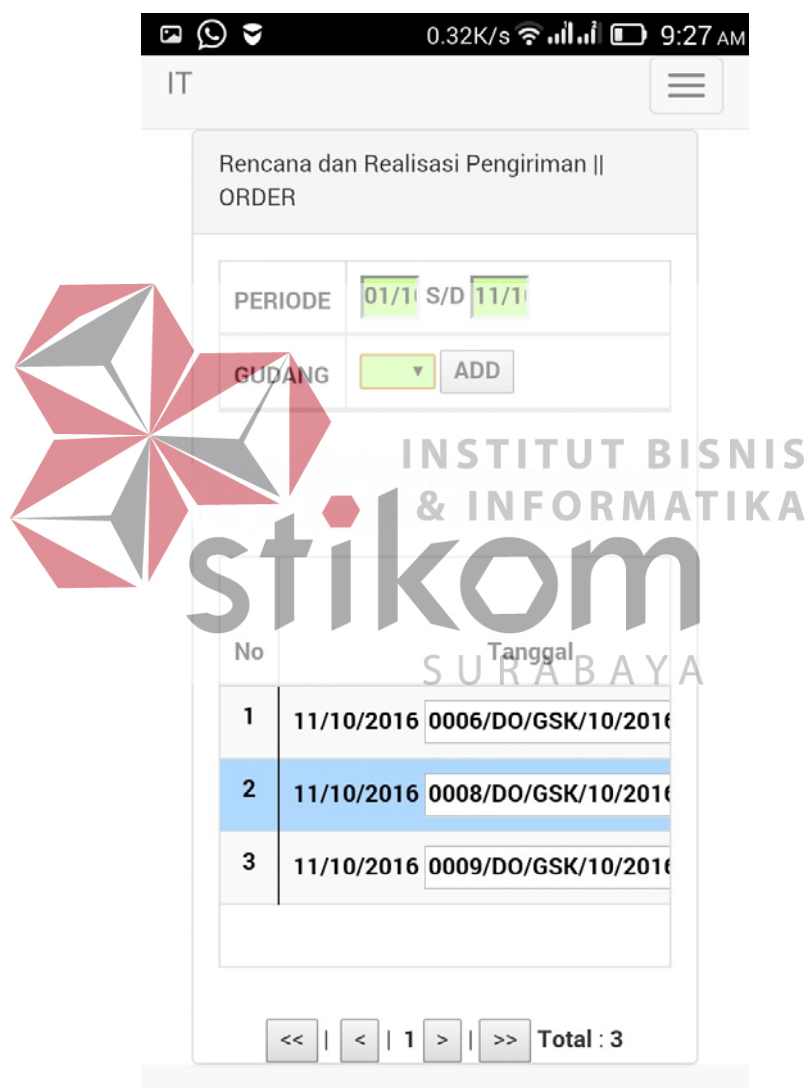 0.32K/s 9:27 AM
IT
Rencana dan Realisasi Pengiriman ||
ORDER
PERIODE 01/1 S/D 11/1
GUDANG ADD
INSTITUT BISNIS
& INFORMATIKA
stikom
SURABAYA
No Tanggal
1 11/10/2016 0006/DO/GSK/10/2016
2 11/10/2016 0008/DO/GSK/10/2016
3 11/10/2016 0009/DO/GSK/10/2016
<< | < | 1 > | >> Total : 3